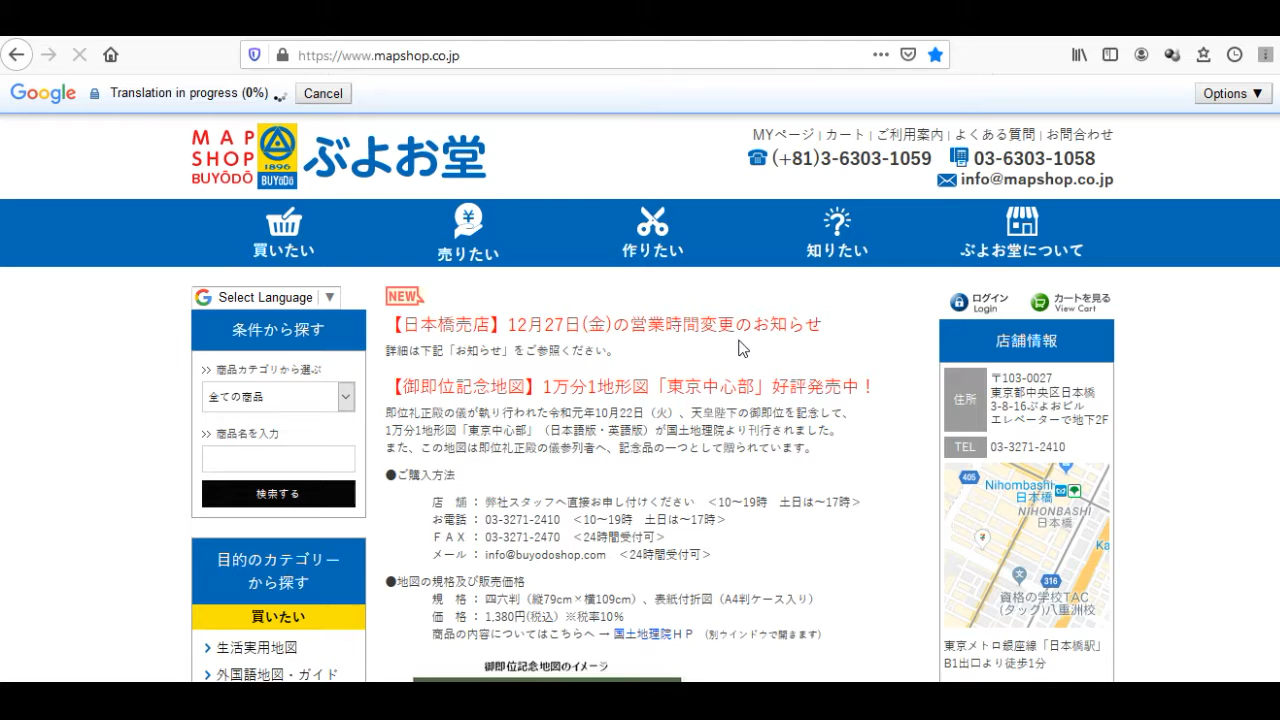 https://www.mapshop.co.jp
Google Translation in progress (0%) Cancel Options ▼
MAP SHOP BUYŌDŌ
1896
BUYŌDŌ
ぶよお堂
MYページ | カート | ご利用案内 | よくある質問 | お問合わせ
(+81)3-6303-1059 03-6303-1058
info@mapshop.co.jp
買いたい 売りたい 作りたい 知りたい ぶよお堂について
Select Language ▼
条件から探す
>> 商品カテゴリから選ぶ
全ての商品
>> 商品名を入力
検索する
目的のカテゴリー
から探す
買いたい
生活実用地図
外国語地図・ガイド
NEW
【日本橋売店】12月27日(金)の営業時間変更のお知らせ
詳細は下記「お知らせ」をご参照ください。
【御即位記念地図】1万分1地形図「東京中心部」好評発売中！
即位礼正殿の儀が執り行われた令和元年10月22日（火）、天皇陛下の御即位を記念して、
1万分1地形図「東京中心部」（日本語版・英語版）が国土地理院より刊行されました。
また、この地図は即位礼正殿の儀参列者へ、記念品の一つとして贈られています。
●ご購入方法
店　舗 ： 弊社スタッフへ直接お申し付けください　＜10～19時　土日は～17時＞
お電話 ： 03-3271-2410　＜10～19時　土日は～17時＞
ＦＡＸ ： 03-3271-2470　＜24時間受付可＞
メール ： info@buyodoshop.com　＜24時間受付可＞
●地図の規格及び販売価格
規　格 ： 四六判（縦79cm×横109cm）、表紙付折図（A4判ケース入り）
価　格 ： 1,380円(税込）※税率10%
商品の内容についてはこちらへ → 国土地理院ＨＰ （別ウインドウで開きます）
御即位記念地図のイメージ
ログイン
Login
カートを見る
View Cart
店舗情報
住所
〒103-0027
東京都中央区日本橋
3-8-16ぶよおビル
エレベーターで地下2F
TEL 03-3271-2410
405
Nihombashi
日本橋
NIHONBASHI
日本橋
Ka
文
316
資格の学校TAC
(タック)八重洲校
東京メトロ銀座線「日本橋駅」
B1出口より徒歩1分